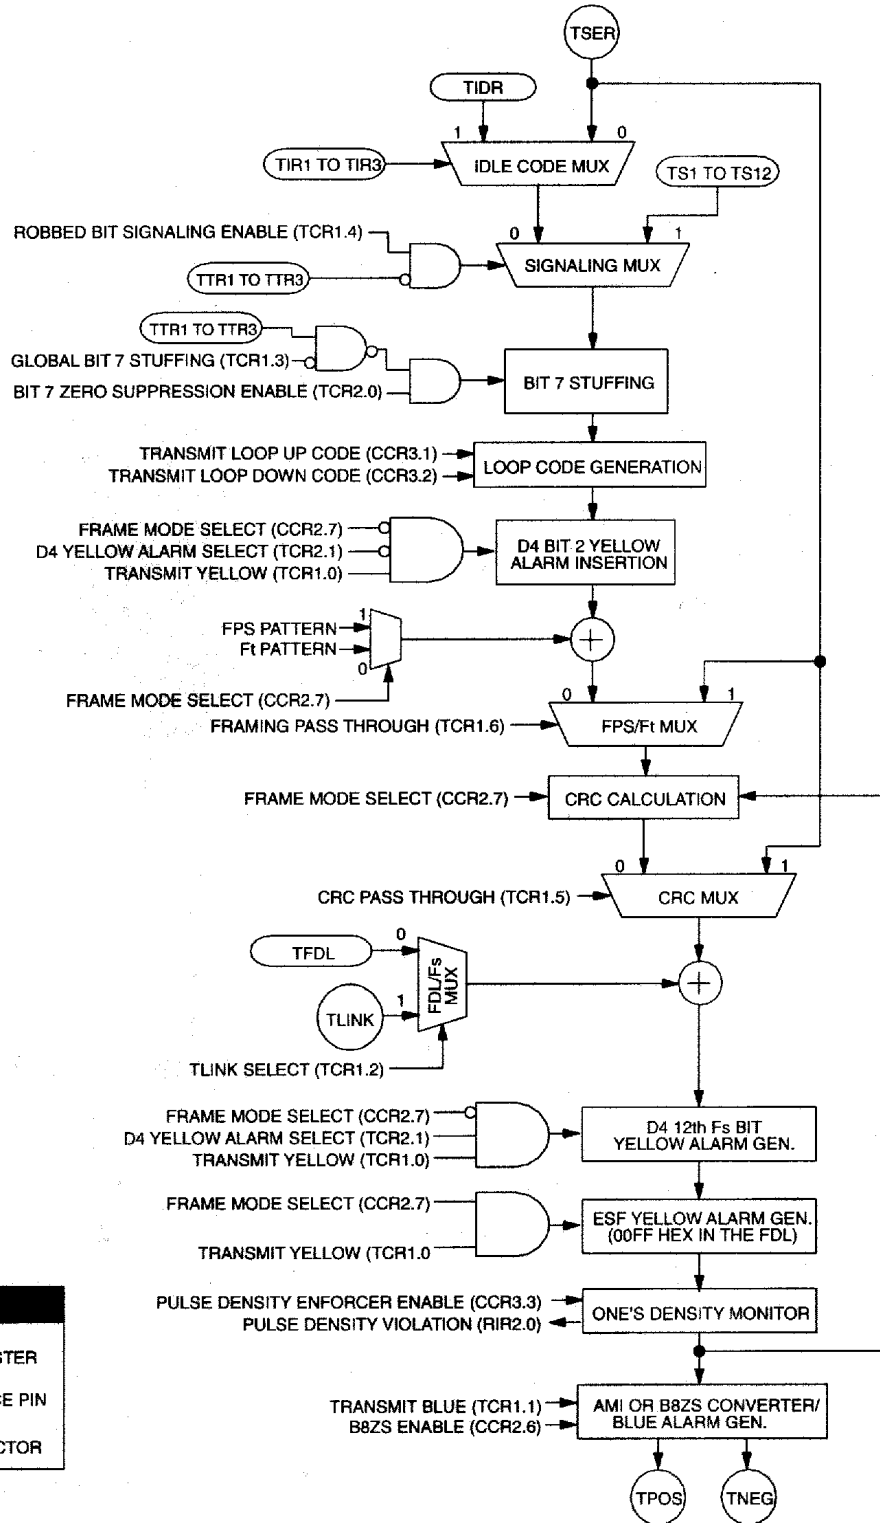 TSER
TIDR
1 0
TIR1 TO TIR3
IDLE CODE MUX
TS1 TO TS12
ROBBED BIT SIGNALING ENABLE (TCR1.4)
0 1
SIGNALING MUX
TTR1 TO TTR3
TTR1 TO TTR3
GLOBAL BIT 7 STUFFING (TCR1.3)
BIT 7 ZERO SUPPRESSION ENABLE (TCR2.0)
BIT 7 STUFFING
TRANSMIT LOOP UP CODE (CCR3.1)
TRANSMIT LOOP DOWN CODE (CCR3.2)
LOOP CODE GENERATION
FRAME MODE SELECT (CCR2.7)
D4 YELLOW ALARM SELECT (TCR2.1)
TRANSMIT YELLOW (TCR1.0)
D4 BIT 2 YELLOW
ALARM INSERTION
1
FPS PATTERN
Ft PATTERN
0
+
FRAME MODE SELECT (CCR2.7)
0 1
FRAMING PASS THROUGH (TCR1.6)
FPS/Ft MUX
FRAME MODE SELECT (CCR2.7)
CRC CALCULATION
0 1
CRC PASS THROUGH (TCR1.5)
CRC MUX
0
TFDL
FDL/Fs
MUX
1
TLINK
+
TLINK SELECT (TCR1.2)
FRAME MODE SELECT (CCR2.7)
D4 YELLOW ALARM SELECT (TCR2.1)
TRANSMIT YELLOW (TCR1.0)
D4 12th Fs BIT
YELLOW ALARM GEN.
FRAME MODE SELECT (CCR2.7)
TRANSMIT YELLOW (TCR1.0
ESF YELLOW ALARM GEN.
(00FF HEX IN THE FDL)
PULSE DENSITY ENFORCER ENABLE (CCR3.3)
PULSE DENSITY VIOLATION (RIR2.0)
ONE'S DENSITY MONITOR
STER
CE PIN
CTOR
TRANSMIT BLUE (TCR1.1)
B8ZS ENABLE (CCR2.6)
AMI OR B8ZS CONVERTER/
BLUE ALARM GEN.
TPOS
TNEG